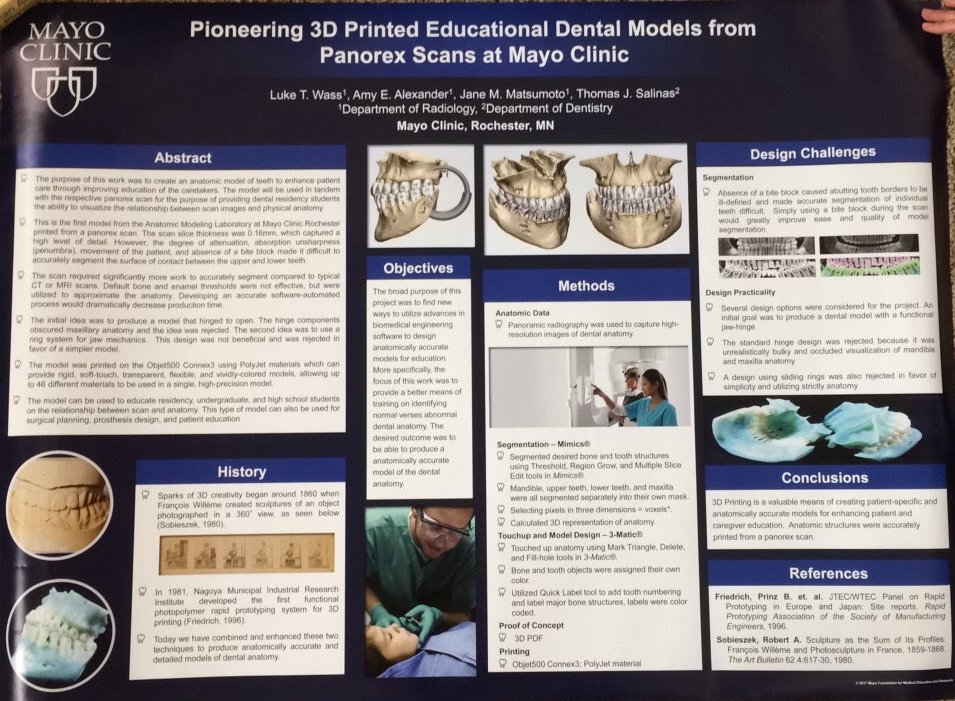 MAYO
CLINIC
Pioneering 3D Printed Educational Dental Models from
Panorex Scans at Mayo Clinic
Luke T. Wass¹, Amy E. Alexander¹, Jane M. Matsumoto¹, Thomas J. Salinas²
¹Department of Radiology, ²Department of Dentistry
Mayo Clinic, Rochester, MN
Abstract
The purpose of this work was to create an anatomic model of teeth to enhance patient
care through improving education of the caretakers. The model will be used in tandem
with the respective panorex scan for the purpose of providing dental residency students
the ability to visualize the relationship between scan images and physical anatomy.
This is the first model from the Anatomic Modeling Laboratory at Mayo Clinic Rochester
printed from a panorex scan. The scan slice thickness was 0.16mm, which captured a
high level of detail. However, the degree of attenuation, absorption unsharpness
(penumbra), movement of the patient, and absence of a bite block made it difficult to
accurately segment the surface of contact between the upper and lower teeth.
The scan required significantly more work to accurately segment compared to typical
CT or MRI scans. Default bone and enamel thresholds were not effective, but were
utilized to approximate the anatomy. Developing an accurate software-automated
process would dramatically decrease production time.
The initial idea was to produce a model that hinged to open. The hinge components
obscured maxillary anatomy and the idea was rejected. The second idea was to use a
ring system for jaw mechanics. This design was not beneficial and was rejected in
favor of a simpler model.
The model was printed on the Objet500 Connex3 using PolyJet materials which can
provide rigid, soft-touch, transparent, flexible, and vividly-colored models, allowing up
to 46 different materials to be used in a single, high-precision model.
The model can be used to educate residency, undergraduate, and high school students
on the relationship between scan and anatomy. This type of model can also be used for
surgical planning, prosthesis design, and patient education
History
Sparks of 3D creativity began around 1860 when
François Willème created sculptures of an object
photographed in a 360° view, as seen below
(Sobieszek, 1980).
In 1981, Nagoya Municipal Industrial Research
Institute developed the first functional
photopolymer rapid prototyping system for 3D
printing (Friedrich, 1996).
Today we have combined and enhanced these two
techniques to produce anatomically accurate and
detailed models of dental anatomy.
Objectives
The broad purpose of this
project was to find new
ways to utilize advances in
biomedical engineering
software to design
anatomically accurate
models for education.
More specifically, the
focus of this work was to
provide a better means of
training on identifying
normal verses abnormal
dental anatomy. The
desired outcome was to
be able to produce a
anatomically accurate
model of the dental
anatomy.
Methods
Anatomic Data
Panoramic radiography was used to capture high-
resolution images of dental anatomy.
Segmentation – Mimics®
Segmented desired bone and tooth structures
using Threshold, Region Grow, and Multiple Slice
Edit tools in Mimics®.
Mandible, upper teeth, lower teeth, and maxilla
were all segmented separately into their own mask.
Selecting pixels in three dimensions = voxels*.
Calculated 3D representation of anatomy.
Touchup and Model Design – 3-Matic®
Touched up anatomy using Mark Triangle, Delete,
and Fill-hole tools in 3-Matic®.
Bone and tooth objects were assigned their own
color.
Utilized Quick Label tool to add tooth numbering
and label major bone structures, labels were color
coded.
Proof of Concept
3D PDF
Printing
Objet500 Connex3; PolyJet material
Design Challenges
Segmentation
Absence of a bite block caused abutting tooth borders to be
ill-defined and made accurate segmentation of individual
teeth difficult. Simply using a bite block during the scan
would greatly improve ease and quality of model
segmentation.
Design Practicality
Several design options were considered for the project. An
initial goal was to produce a dental model with a functional
jaw-hinge
The standard hinge design was rejected because it was
unrealistically bulky and occluded visualization of mandible
and maxilla anatomy
A design using sliding rings was also rejected in favor of
simplicity and utilizing strictly anatomy
Conclusions
3D Printing is a valuable means of creating patient-specific and
anatomically accurate models for enhancing patient and
caregiver education. Anatomic structures were accurately
printed from a panorex scan.
References
Friedrich, Prinz B. et. al. JTEC/WTEC Panel on Rapid
Prototyping in Europe and Japan: Site reports. Rapid
Prototyping Association of the Society of Manufacturing
Engineers, 1996.
Sobieszek, Robert A. Sculpture as the Sum of Its Profiles:
François Willème and Photosculpture in France, 1859-1868.
The Art Bulletin 62.4:617-30, 1980.
© 2017 Mayo Foundation for Medical Education and Research